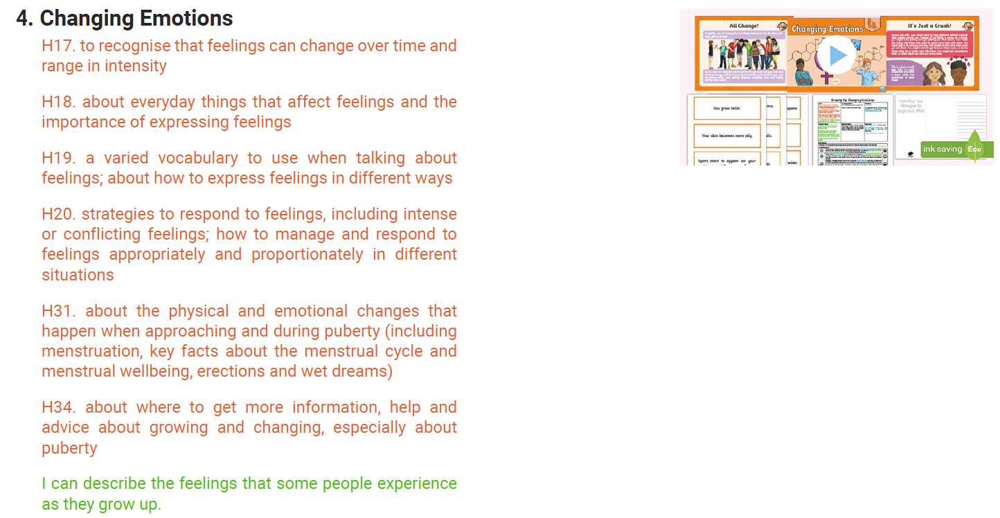 4. Changing Emotions
H17. to recognise that feelings can change over time and
range in intensity
H18. about everyday things that affect feelings and the
importance of expressing feelings
H19. a varied vocabulary to use when talking about
feelings; about how to express feelings in different ways
H20. strategies to respond to feelings, including intense
or conflicting feelings; how to manage and respond to
feelings appropriately and proportionately in different
situations
H31. about the physical and emotional changes that
happen when approaching and during puberty (including
menstruation, key facts about the menstrual cycle and
menstrual wellbeing, erections and wet dreams)
H34. about where to get more information, help and
advice about growing and changing, especially about
puberty
I can describe the feelings that some people experience
as they grow up.
All Change!
Changing Emotions
It's Just a Crush!
You grow taller.
Your skin becomes more oily
Spots start to appear on your
sperm
wider.
Growing Up Changing Emotions
ink saving Eco